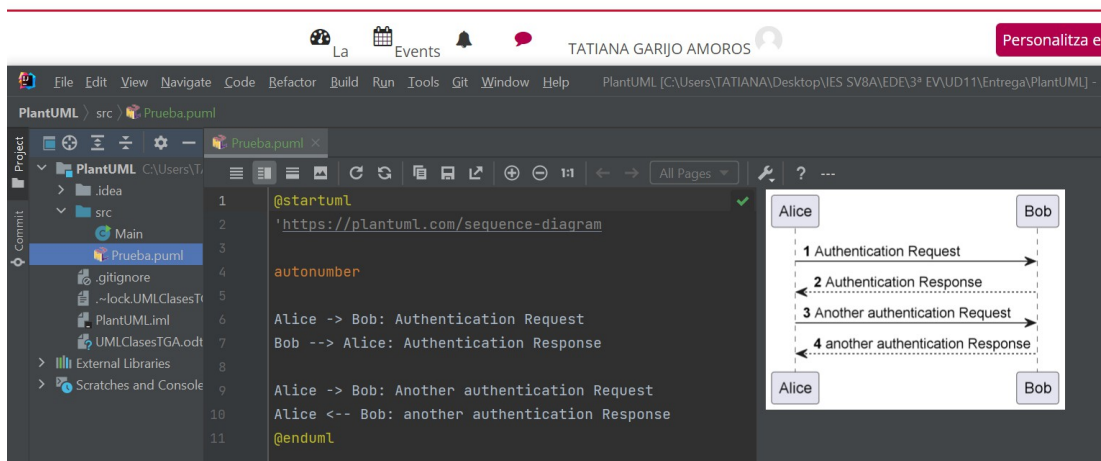 La
Events
TATIANA GARIJO AMOROS
Personalitza e
File Edit View Navigate Code Refactor Build Run Tools Git Window Help PlantUML [C:\Users\TATIANA\Desktop\IES SV8A\EDE\3ª EV\UD11\Entrega\PlantUML] -
PlantUML 〉 src 〉 Prueba.puml
Project
Commit
PlantUML C:\Users\T
.idea
src
Main
Prueba.puml
.gitignore
.~lock.UMLClasesT
PlantUML.iml
UMLClasesTGA.odt
External Libraries
Scratches and Console
Prueba.puml ×
1:1 ← → All Pages ? ---
1 @startuml
2 'https://plantuml.com/sequence-diagram
3
4 autonumber
5
6 Alice -> Bob: Authentication Request
7 Bob --> Alice: Authentication Response
8
9 Alice -> Bob: Another authentication Request
10 Alice <-- Bob: another authentication Response
11 @enduml
Alice Bob
1 Authentication Request
2 Authentication Response
3 Another authentication Request
4 another authentication Response
Alice Bob